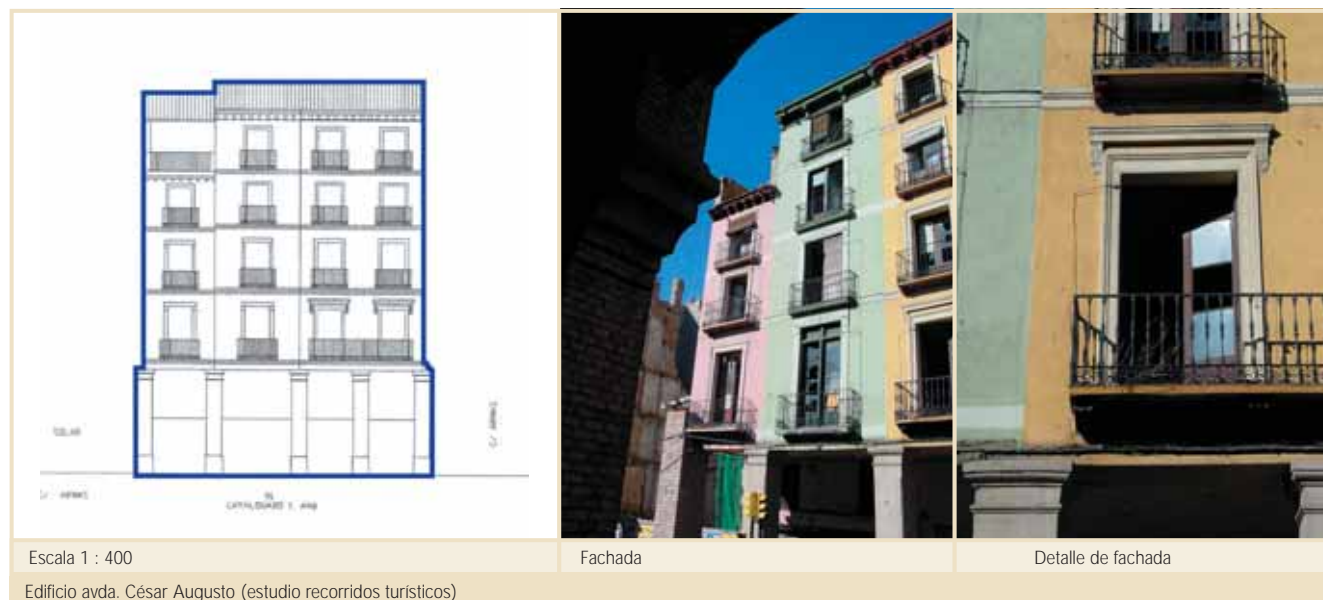 SOLAR
Escala 1 : 400
Fachada
Detalle de fachada
Edificio avda. César Augusto (estudio recorridos turísticos)